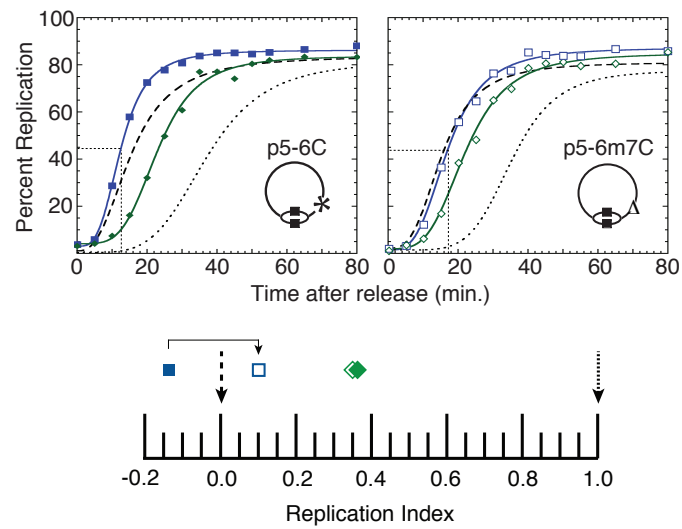 Percent Replication
100
80
60
40
20
p5-6C
*
p5-6m7C
Δ
0 20 40 60 80 0 20 40 60 80
Time after release (min.)
-0.2 0.0 0.2 0.4 0.6 0.8 1.0
Replication Index